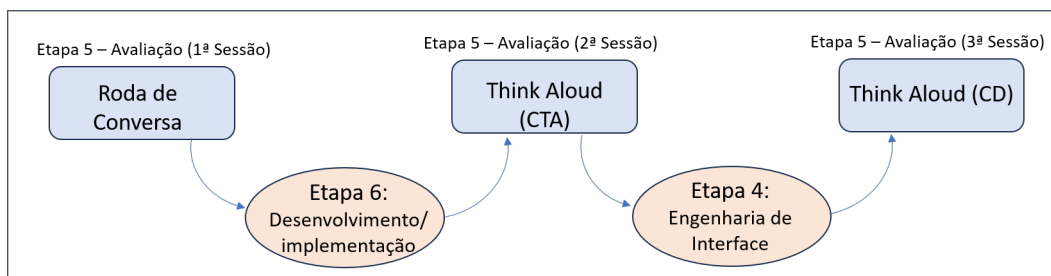 Etapa 5 – Avaliação (1ª Sessão)
Roda de
Conversa
Etapa 6:
Desenvolvimento/
implementação
Etapa 5 – Avaliação (2ª Sessão)
Think Aloud
(CTA)
Etapa 4:
Engenharia de
Interface
Etapa 5 – Avaliação (3ª Sessão)
Think Aloud (CD)